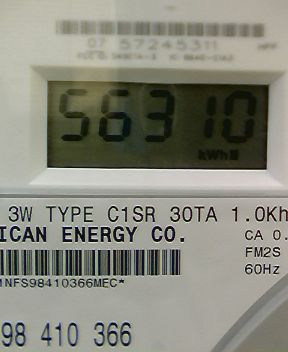 07 57245311
56310
kWh
3W TYPE C1SR 30TA 1.0Kh
ICAN ENERGY CO.
CA 0.
FM2S
NFS98410366MEC*
60Hz
98 410 366